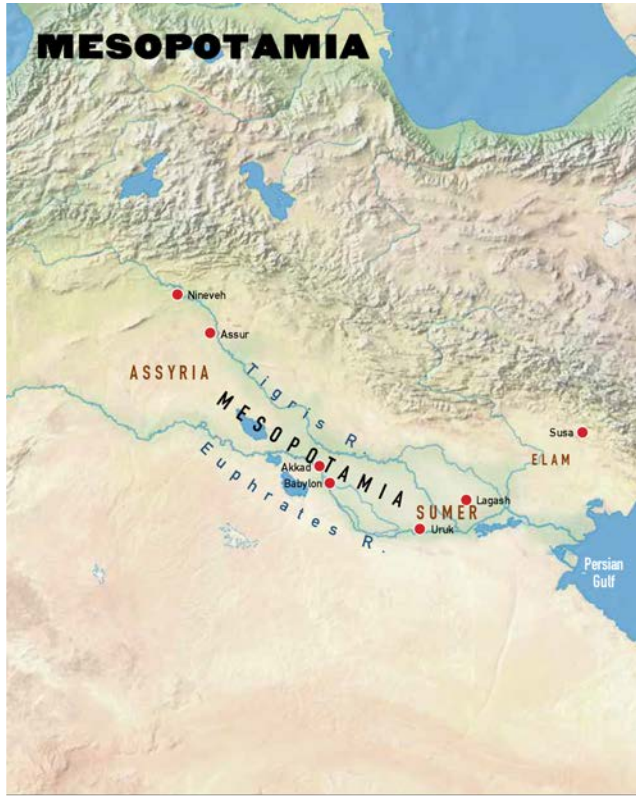 MESOPOTAMIA
Nineveh
Assur
ASSYRIA
Tigris R.
MESOPOTAMIA
Euphrates R.
Susa
ELAM
Akkad
Babylon
Lagash
SUMER
Uruk
Persian
Gulf